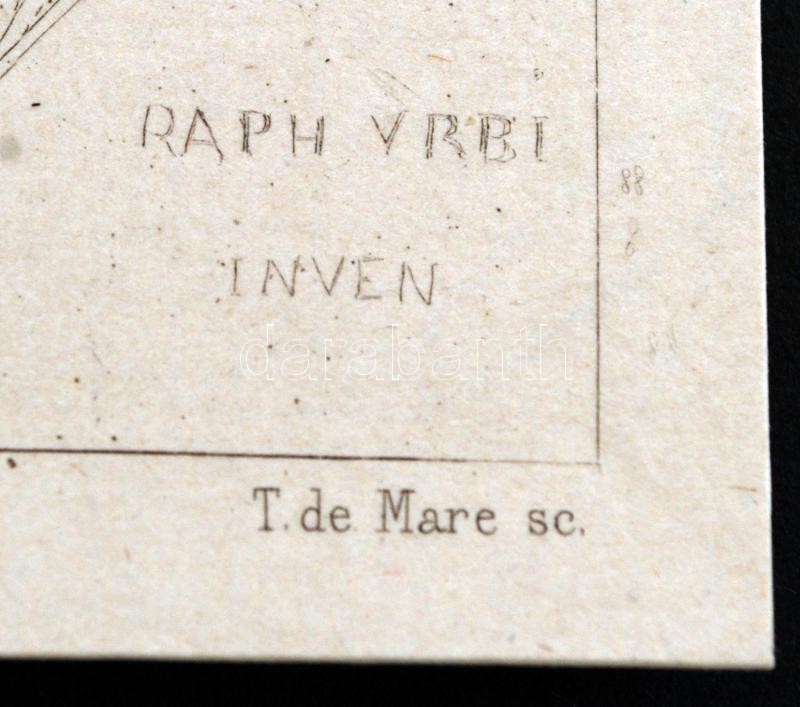 RAPH VRBI
INVEN
darabanth
T. de Mare sc.